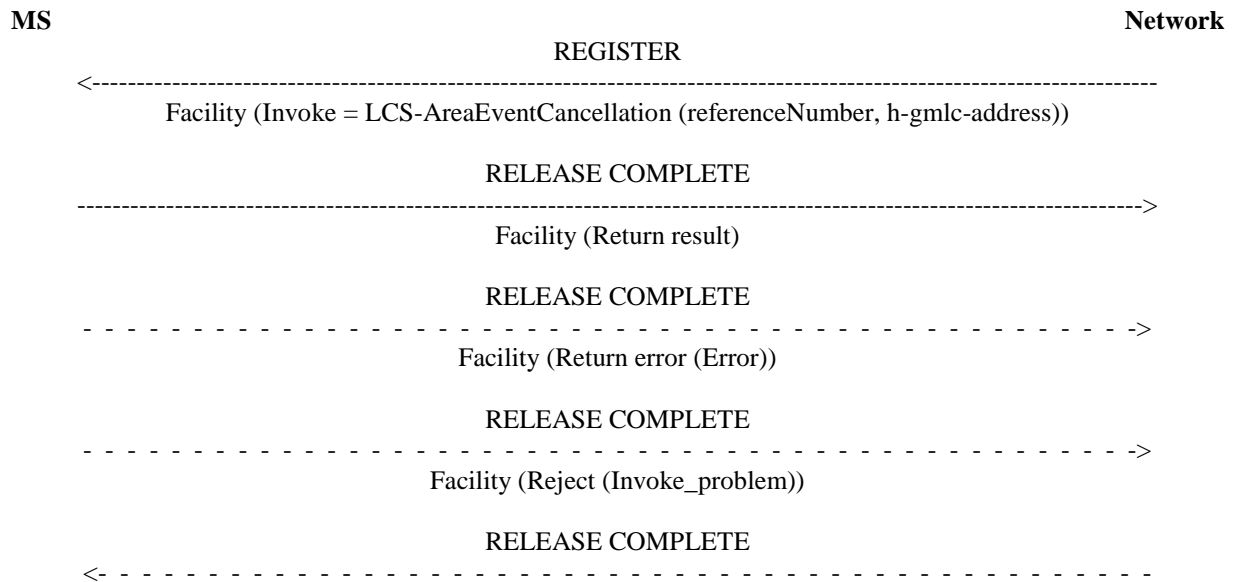 MS Network
REGISTER
<------------------------------------------------------------------------------------------------------------------------
Facility (Invoke = LCS-AreaEventCancellation (referenceNumber, h-gmlc-address))
RELEASE COMPLETE
------------------------------------------------------------------------------------------------------------------------>
Facility (Return result)
RELEASE COMPLETE
- - - - - - - - - - - - - - - - - - - - - - - - - - - - - - - - - - - - - - - - - - - - - - - - ->
Facility (Return error (Error))
RELEASE COMPLETE
- - - - - - - - - - - - - - - - - - - - - - - - - - - - - - - - - - - - - - - - - - - - - - - - ->
Facility (Reject (Invoke_problem))
RELEASE COMPLETE
<- - - - - - - - - - - - - - - - - - - - - - - - - - - - - - - - - - - - - - - - - - - - - - - - -